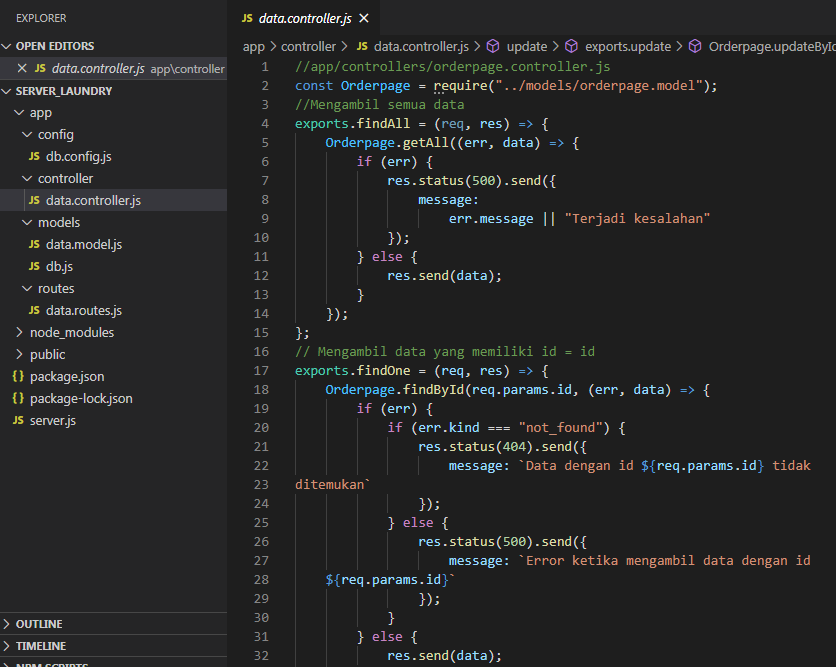 EXPLORER
OPEN EDITORS
JS data.controller.js app\controller
SERVER_LAUNDRY
app
config
JS db.config.js
controller
JS data.controller.js
models
JS data.model.js
JS db.js
routes
JS data.routes.js
node_modules
public
{} package.json
{} package-lock.json
JS server.js
OUTLINE
TIMELINE
NPM SCRIPTS
JS data.controller.js
app > controller > JS data.controller.js > update > exports.update > Orderpage.updateById
1 //app/controllers/orderpage.controller.js
2 const Orderpage = require("../models/orderpage.model");
3 //Mengambil semua data
4 exports.findAll = (req, res) => {
5 Orderpage.getAll((err, data) => {
6 if (err) {
7 res.status(500).send({
8 message:
9 err.message || "Terjadi kesalahan"
10 });
11 } else {
12 res.send(data);
13 }
14 });
15 };
16 // Mengambil data yang memiliki id = id
17 exports.findOne = (req, res) => {
18 Orderpage.findById(req.params.id, (err, data) => {
19 if (err) {
20 if (err.kind === "not_found") {
21 res.status(404).send({
22 message: `Data dengan id ${req.params.id} tidak
23 ditemukan`
24 });
25 } else {
26 res.status(500).send({
27 message: `Error ketika mengambil data dengan id
28 ${req.params.id}`
29 });
30 }
31 } else {
32 res.send(data);